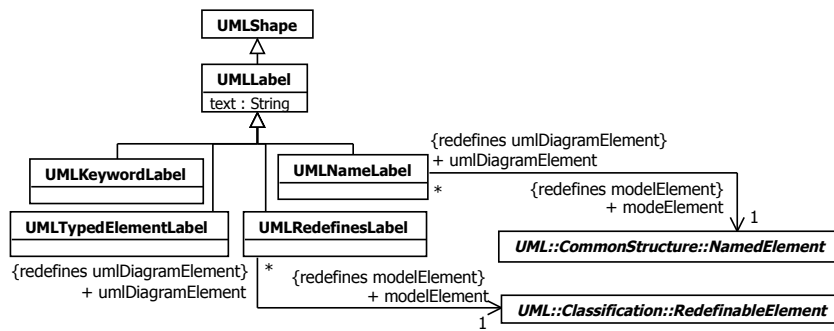 UMLShape
UMLLabel
text : String
{redefines umlDiagramElement}
+ umlDiagramElement
UMLKeywordLabel
UMLNameLabel
*
{redefines modelElement}
+ modeElement
1
UMLTypedElementLabel
UMLRedefinesLabel
UML::CommonStructure::NamedElement
{redefines umlDiagramElement}
+ umlDiagramElement
*
{redefines modelElement}
+ modelElement
1
UML::Classification::RedefinableElement